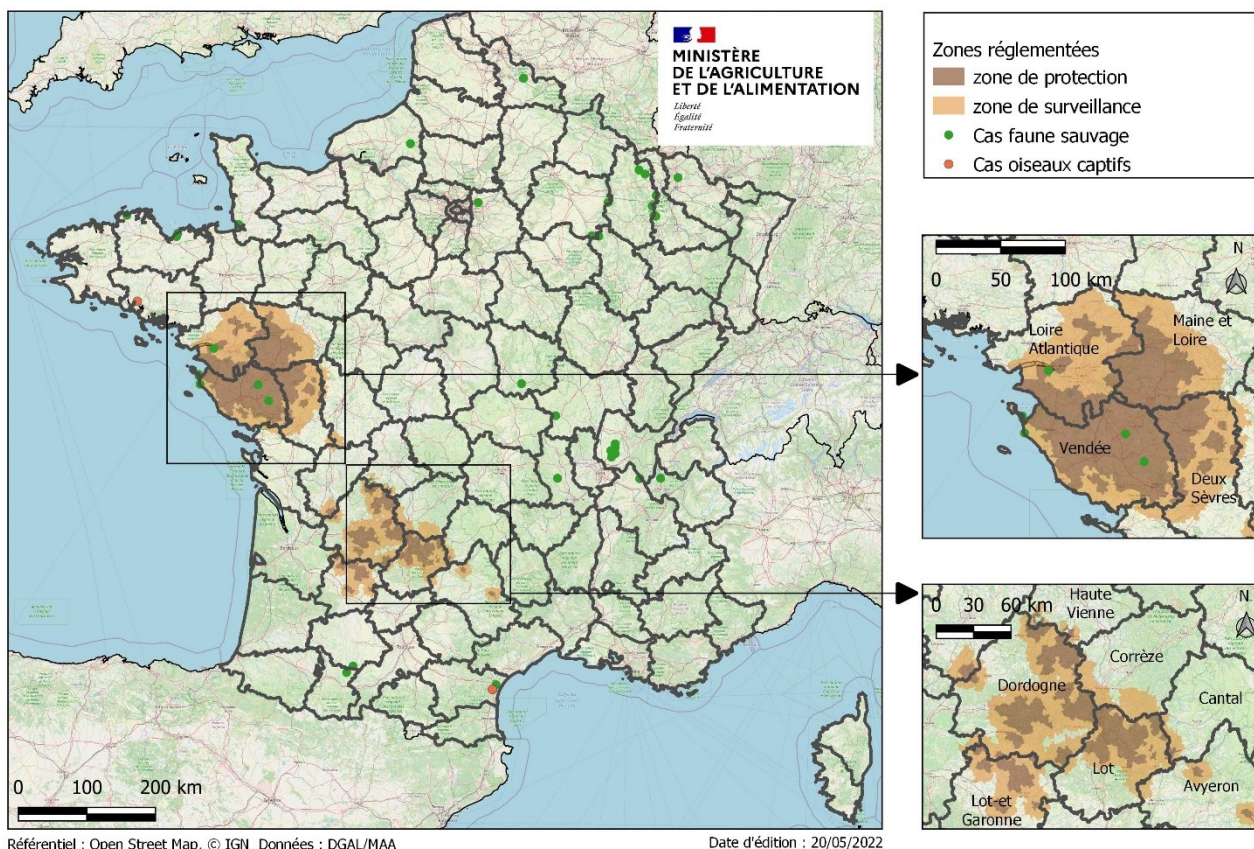 MINISTÈRE
DE L'AGRICULTURE
ET DE L'ALIMENTATION
Liberté
Égalité
Fraternité
0 100 200 km
Référentiel : Open Street Map, © IGN Données : DGAL/MAA
Date d'édition : 20/05/2022
Zones réglementées
zone de protection
zone de surveillance
Cas faune sauvage
Cas oiseaux captifs
0 50 100 km
N
Loire
Atlantique
Maine et
Loire
Vendée
Deux
Sèvres
0 30 60 km
N
Haute
Vienne
Corrèze
Dordogne
Cantal
Lot
Avyeron
Lot-et
Garonne